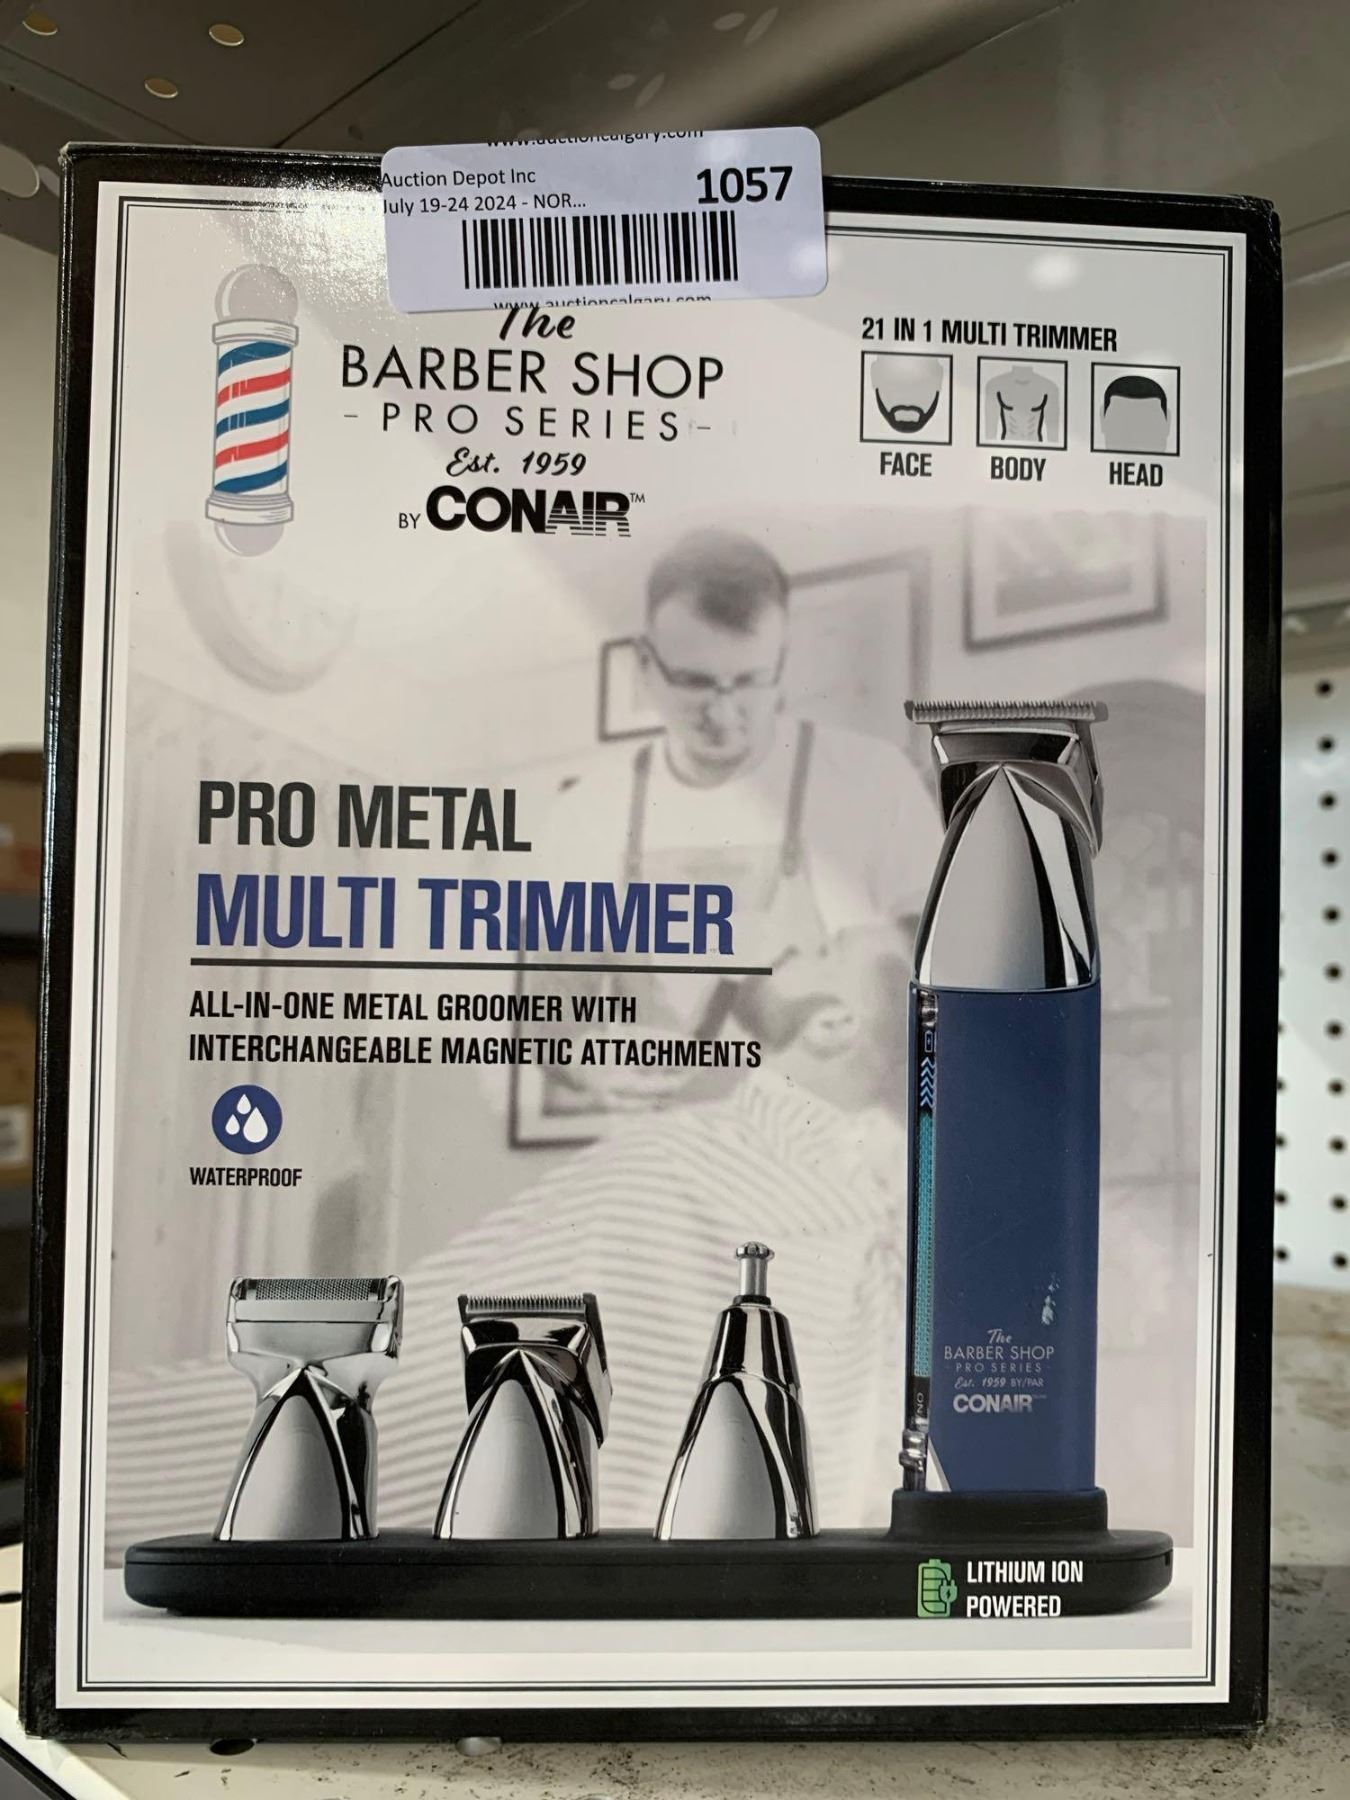 www.auctioncalgary.com
Auction Depot Inc
July 19-24 2024 - NOR...
1057
www.auctioncalgary.com
The
BARBER SHOP
- PRO SERIES -
Est. 1959
BY CONAIR™
21 IN 1 MULTI TRIMMER
FACE
BODY
HEAD
PRO METAL
MULTI TRIMMER
ALL-IN-ONE METAL GROOMER WITH
INTERCHANGEABLE MAGNETIC ATTACHMENTS
WATERPROOF
The
BARBER SHOP
- PRO SERIES -
Est. 1959 BY/PAR
CONAIR
ON
LITHIUM ION
POWERED